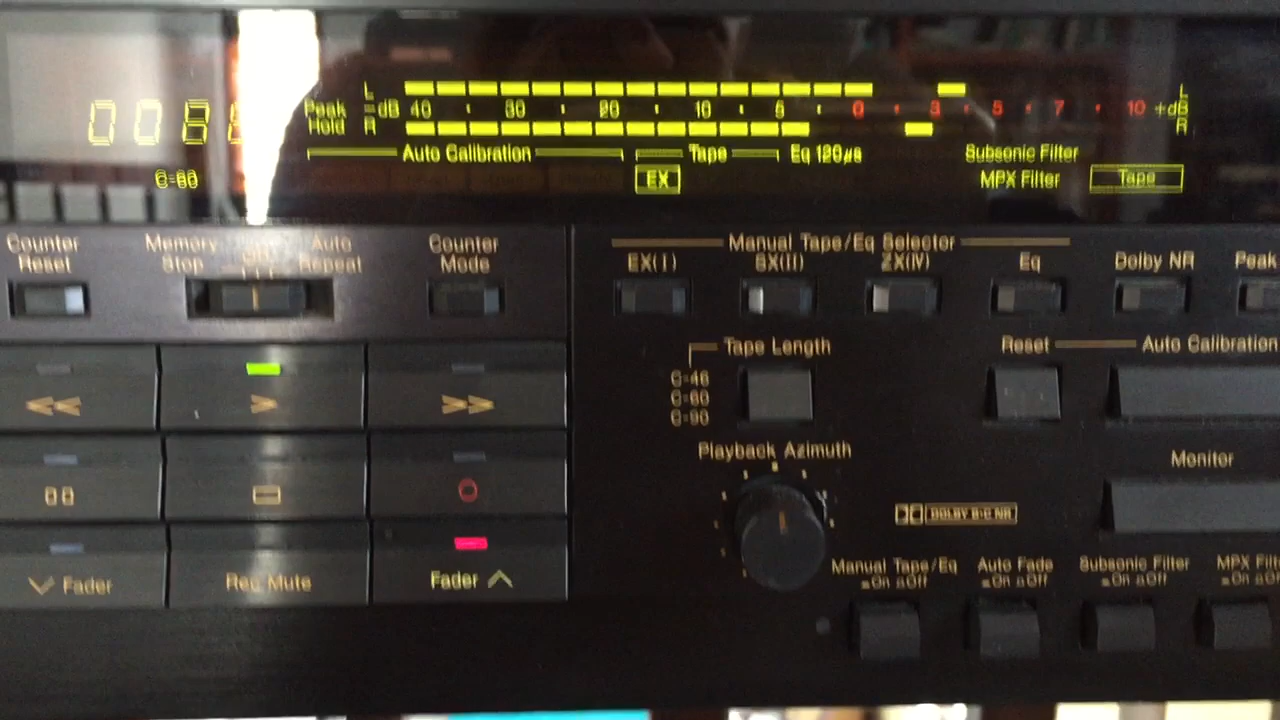 L L
Peak = dB 40 30 20 10 5 0 3 5 7 10 +dB
Hold R R
Auto Calibration Tape Eq 120µs Subsonic Filter
C-60 EX MPX Filter Tape
Counter Reset Memory Stop Auto Repeat Counter Mode
Manual Tape/Eq Selector
EX(I) SX(II) ZX(IV) Eq Dolby NR Peak
Tape Length Reset Auto Calibration
C-46
C-60
C-90
Playback Azimuth Monitor
DOLBY B-C NR
Fader Rec Mute Fader
Manual Tape/Eq Auto Fade Subsonic Filter MPX
On Off On Off On Off On Off